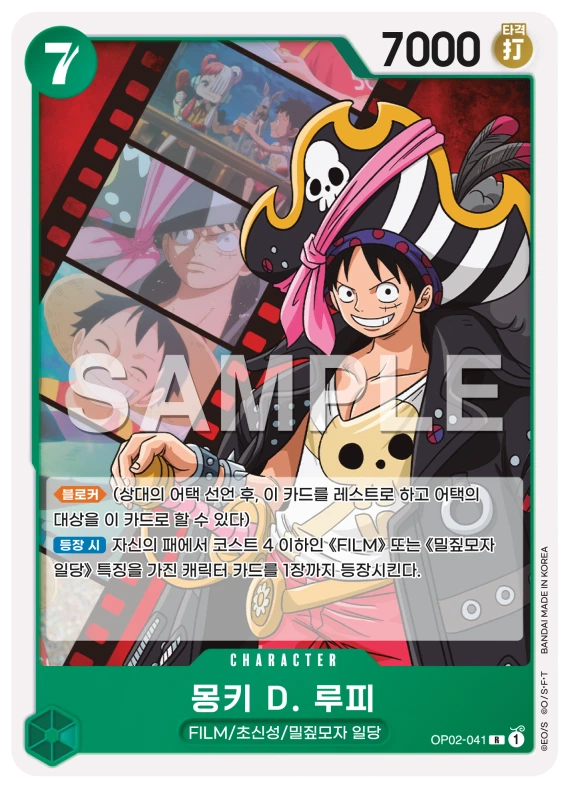 7
7000
타격
打
SAMPLE
블로커 (상대의 어택 선언 후, 이 카드를 레스트로 하고 어택의
대상을 이 카드로 할 수 있다)
등장 시 자신의 패에서 코스트 4 이하인 《FILM》 또는 《밀짚모자
일당》 특징을 가진 캐릭터 카드를 1장까지 등장시킨다.
CHARACTER
몽키 D. 루피
FILM/초신성/밀짚모자 일당
OP02-041 R 1
©E.O/S ©O/S·F·T BANDAI MADE IN KOREA